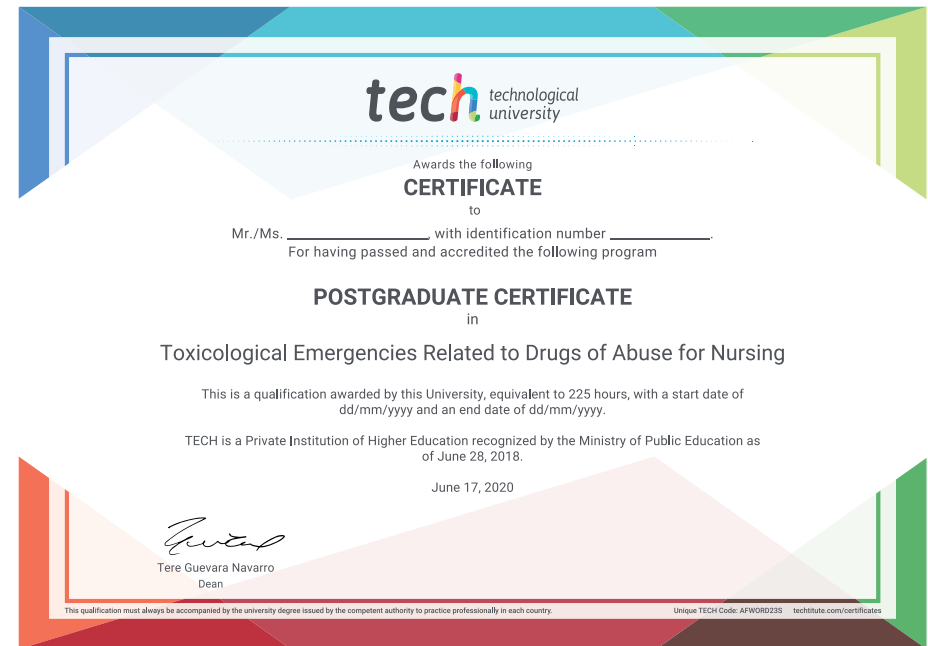 tech technological
university
Awards the following
CERTIFICATE
to
Mr./Ms. ____________________, with identification number ______________.
For having passed and accredited the following program
POSTGRADUATE CERTIFICATE
in
Toxicological Emergencies Related to Drugs of Abuse for Nursing
This is a qualification awarded by this University, equivalent to 225 hours, with a start date of
dd/mm/yyyy and an end date of dd/mm/yyyy.
TECH is a Private Institution of Higher Education recognized by the Ministry of Public Education as
of June 28, 2018.
June 17, 2020
Tere Guevara Navarro
Dean
This qualification must always be accompanied by the university degree issued by the competent authority to practice professionally in each country.
Unique TECH Code: AFWORD23S techtitute.com/certificates